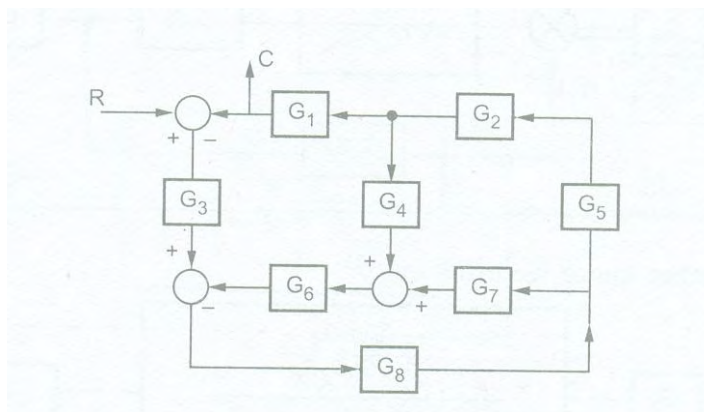 C
R
G₁
G₂
+ −
G₃
G₄
G₅
+
+
G₆
G₇
−
+
G₈